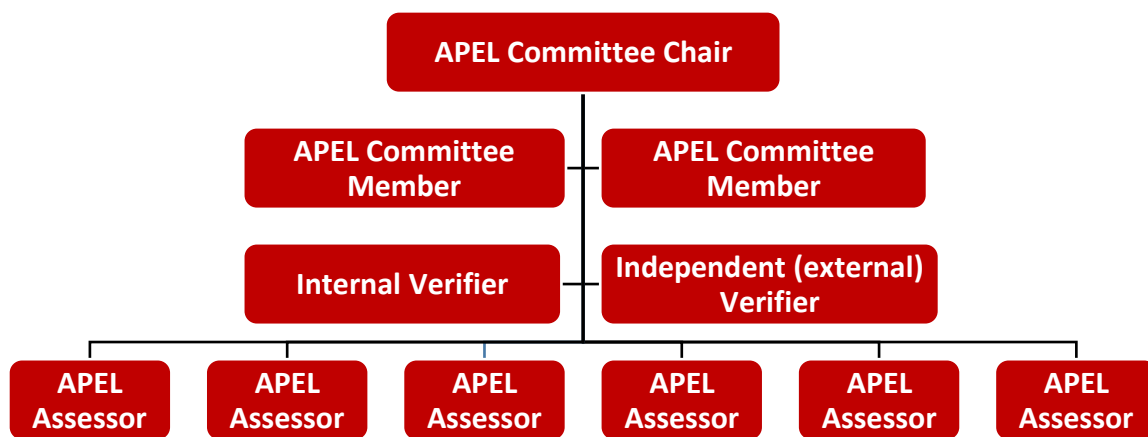 APEL Committee Chair
APEL Committee
Member
APEL Committee
Member
Internal Verifier
Independent (external)
Verifier
APEL
Assessor
APEL
Assessor
APEL
Assessor
APEL
Assessor
APEL
Assessor
APEL
Assessor